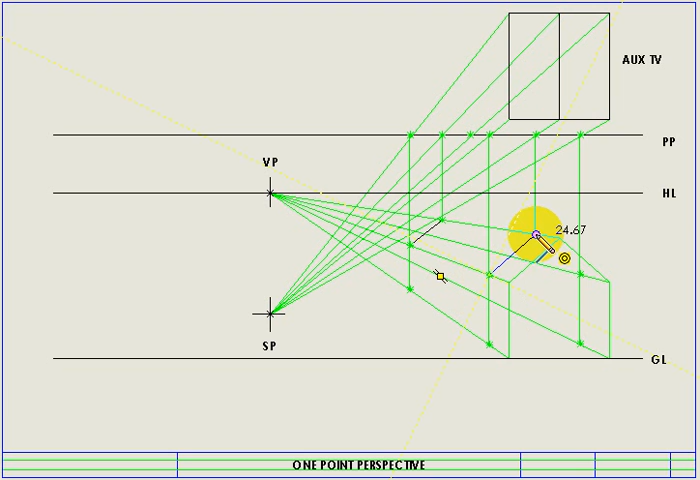 AUX TV
PP
VP
HL
24.67
SP
GL
ONE POINT PERSPECTIVE